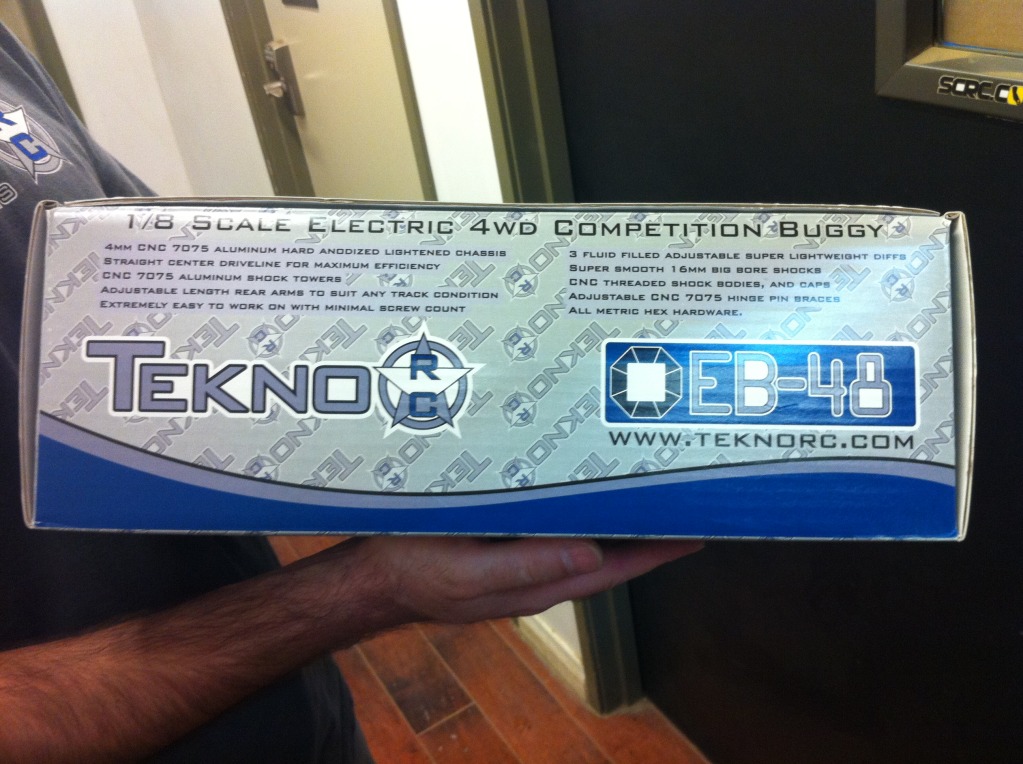 SCRC.C
1/8 SCALE ELECTRIC 4WD COMPETITION BUGGY
4MM CNC 7075 ALUMINUM HARD ANODIZED LIGHTENED CHASSIS
STRAIGHT CENTER DRIVELINE FOR MAXIMUM EFFICIENCY
CNC 7075 ALUMINUM SHOCK TOWERS
ADJUSTABLE LENGTH REAR ARMS TO SUIT ANY TRACK CONDITION
EXTREMELY EASY TO WORK ON WITH MINIMAL SCREW COUNT
3 FLUID FILLED ADJUSTABLE SUPER LIGHTWEIGHT DIFFS
SUPER SMOOTH 16MM BIG BORE SHOCKS
CNC THREADED SHOCK BODIES, AND CAPS
ADJUSTABLE CNC 7075 HINGE PIN BRACES
ALL METRIC HEX HARDWARE.
TEKNO RC
EB-48
WWW.TEKNORC.COM